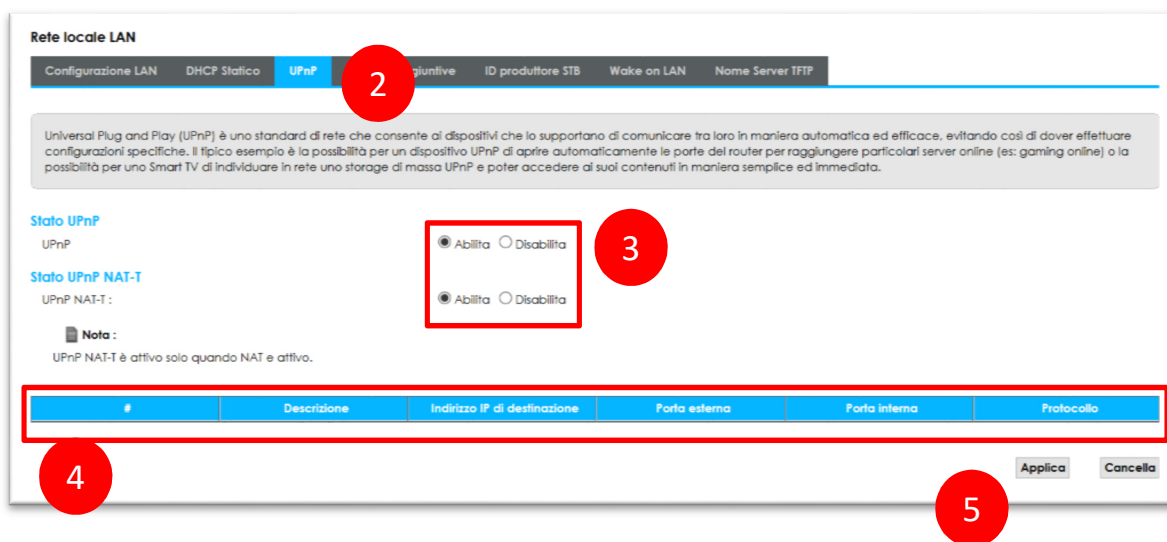 Rete locale LAN
Configurazione LAN DHCP Statico UPnP 2 giuntive ID produttore STB Wake on LAN Nome Server TFTP
Universal Plug and Play (UPnP) è uno standard di rete che consente ai dispositivi che lo supportano di comunicare tra loro in maniera automatica ed efficace, evitando così di dover effettuare
configurazioni specifiche. Il tipico esempio è la possibilità per un dispositivo UPnP di aprire automaticamente le porte del router per raggiungere particolari server online (es: gaming online) o la
possibilità per uno Smart TV di individuare in rete uno storage di massa UPnP e poter accedere ai suoi contenuti in maniera semplice ed immediata.
Stato UPnP
UPnP Abilita Disabilita 3
Stato UPnP NAT-T
UPnP NAT-T : Abilita Disabilita
Nota :
UPnP NAT-T è attivo solo quando NAT e attivo.
# Descrizione Indirizzo IP di destinazione Porta esterna Porta interna Protocollo
4
Applica Cancella
5